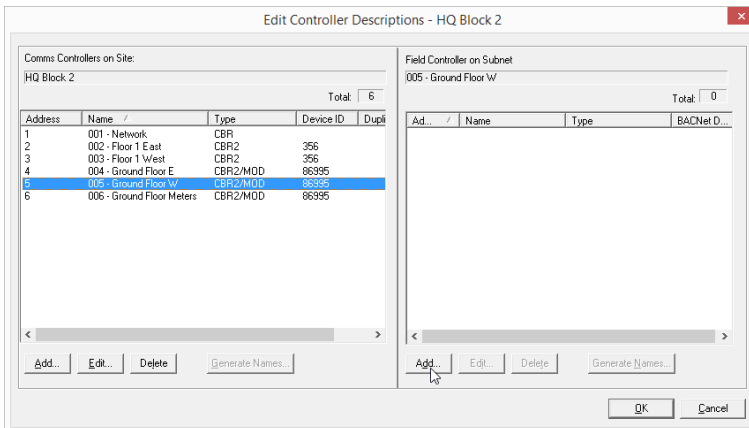 Edit Controller Descriptions - HQ Block 2
Comms Controllers on Site:
HQ Block 2
Total: 6
Address Name Type Device ID Dupli
1 001 - Network CBR
2 002 - Floor 1 East CBR2 356
3 003 - Floor 1 West CBR2 356
4 004 - Ground Floor E CBR2/MOD 86995
5 005 - Ground Floor W CBR2/MOD 86995
6 006 - Ground Floor Meters CBR2/MOD 86995
Add... Edit... Delete Generate Names...
Field Controller on Subnet
005 - Ground Floor W
Total: 0
Ad... Name Type BACNet D...
Add... Edit... Delete Generate Names...
OK Cancel